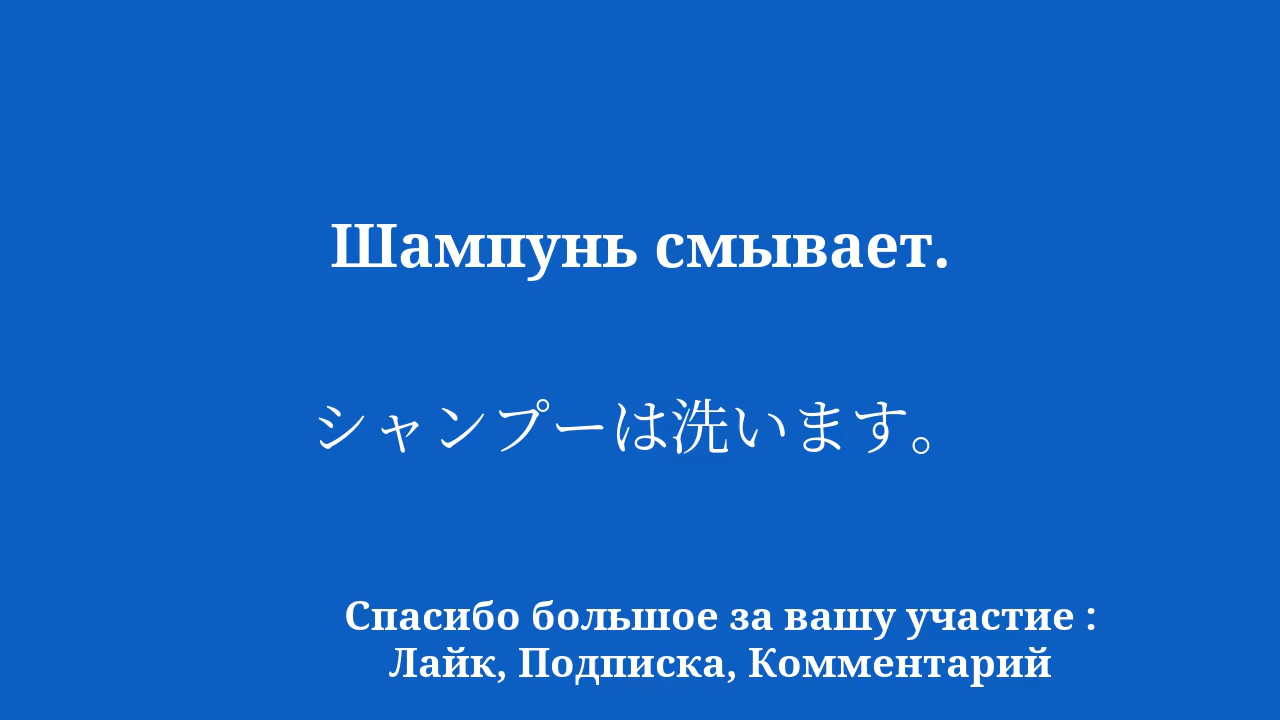 Шампунь смывает.
シャンプーは洗います。
Спасибо большое за вашу участие :
Лайк, Подписка, Комментарий